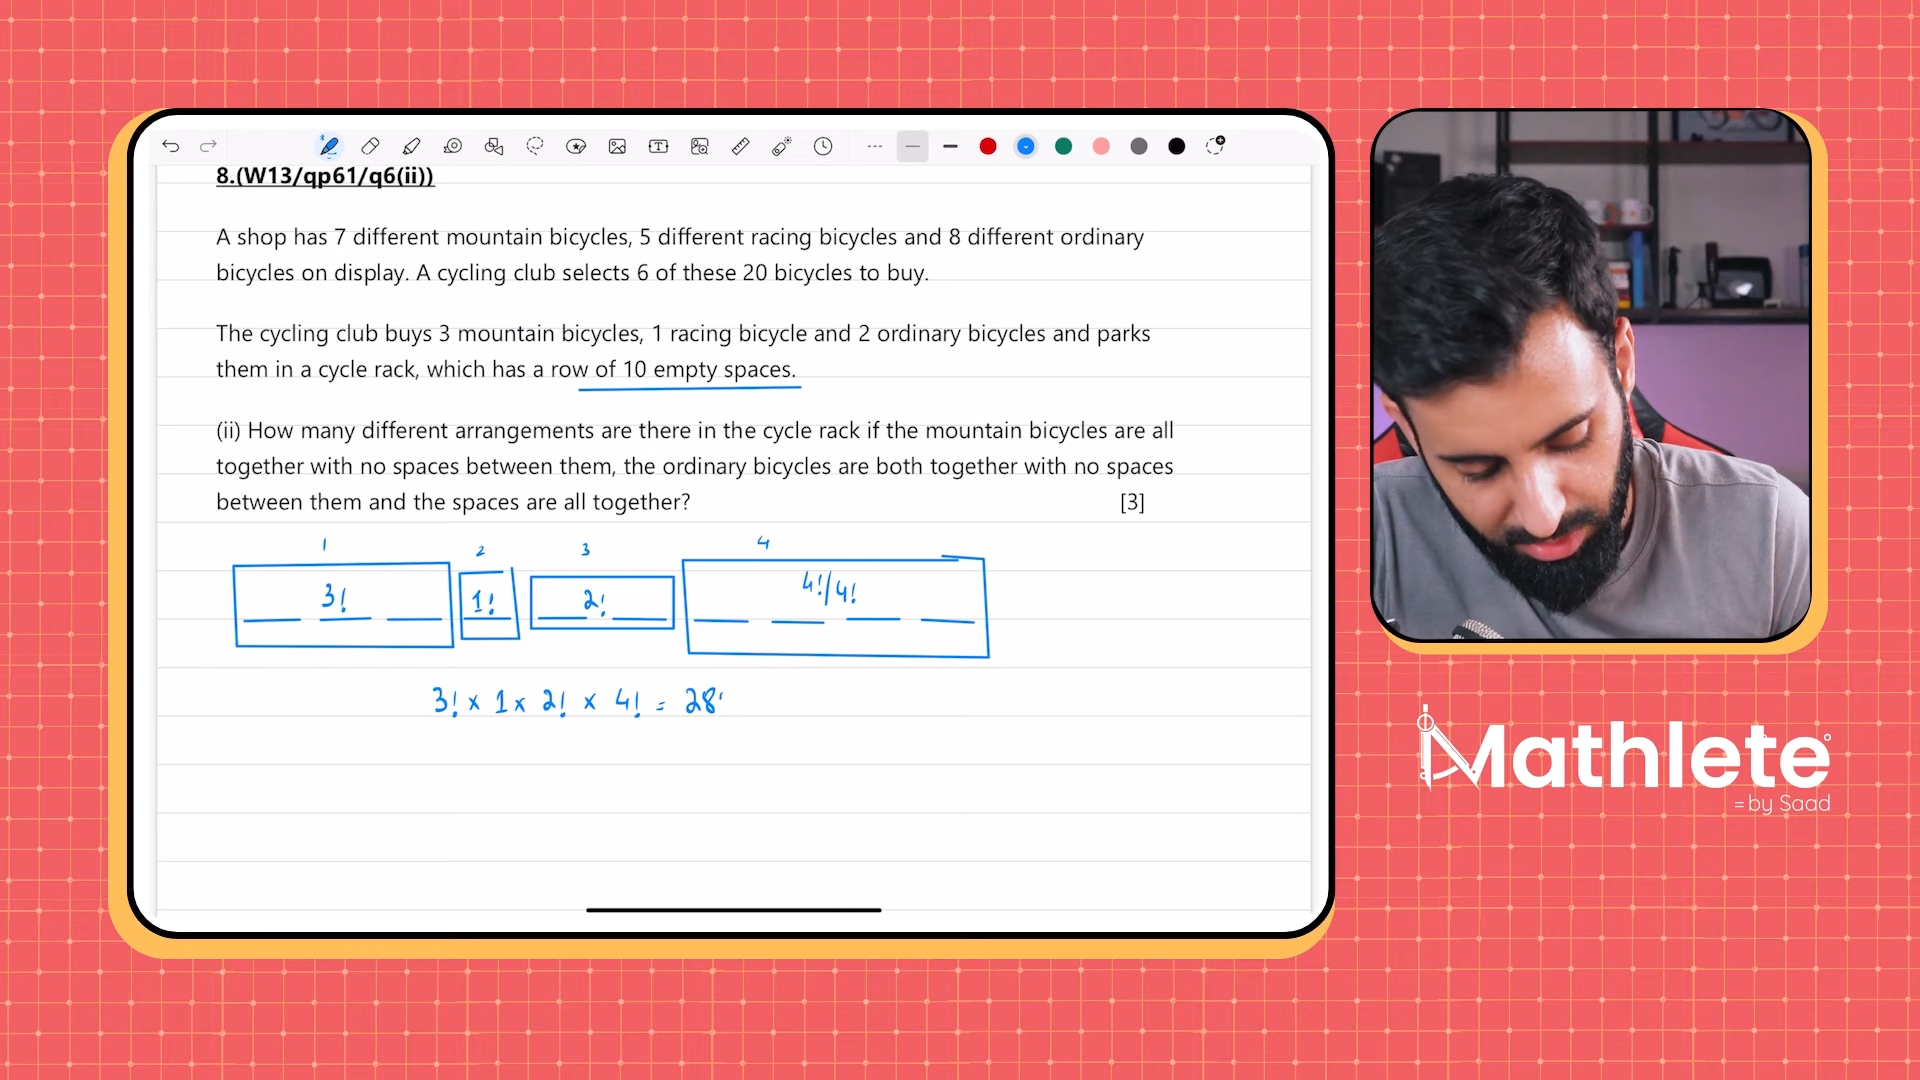 8.(W13/qp61/q6(ii))
A shop has 7 different mountain bicycles, 5 different racing bicycles and 8 different ordinary
bicycles on display. A cycling club selects 6 of these 20 bicycles to buy.
The cycling club buys 3 mountain bicycles, 1 racing bicycle and 2 ordinary bicycles and parks
them in a cycle rack, which has a row of 10 empty spaces.
(ii) How many different arrangements are there in the cycle rack if the mountain bicycles are all
together with no spaces between them, the ordinary bicycles are both together with no spaces
between them and the spaces are all together? [3]
1 2 3 4
3! 1! 2! 4!/4!
3! × 1 × 2! × 4! = 28
Mathlete
= by Saad